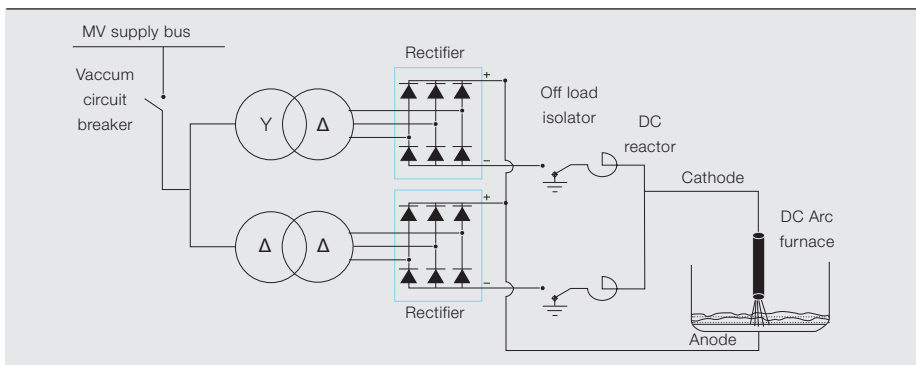 MV supply bus
Vaccum
circuit
breaker
Y
Δ
Rectifier
+
−
Off load
isolator
DC
reactor
Cathode
DC Arc
furnace
Δ
Δ
+
−
Rectifier
Anode